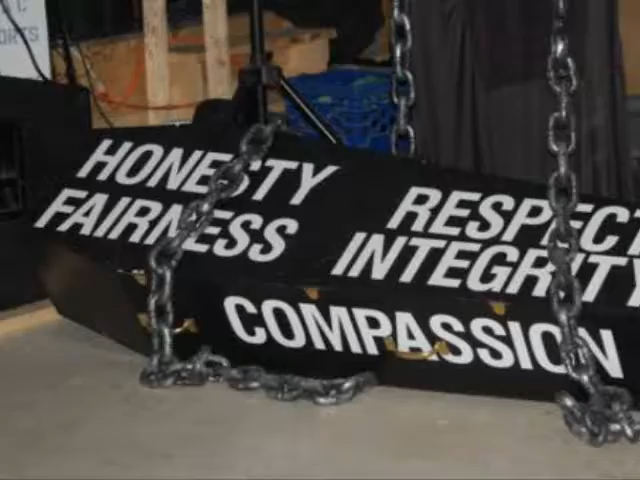 HONESTY
FAIRNESS
RESPECT
INTEGRITY
COMPASSION